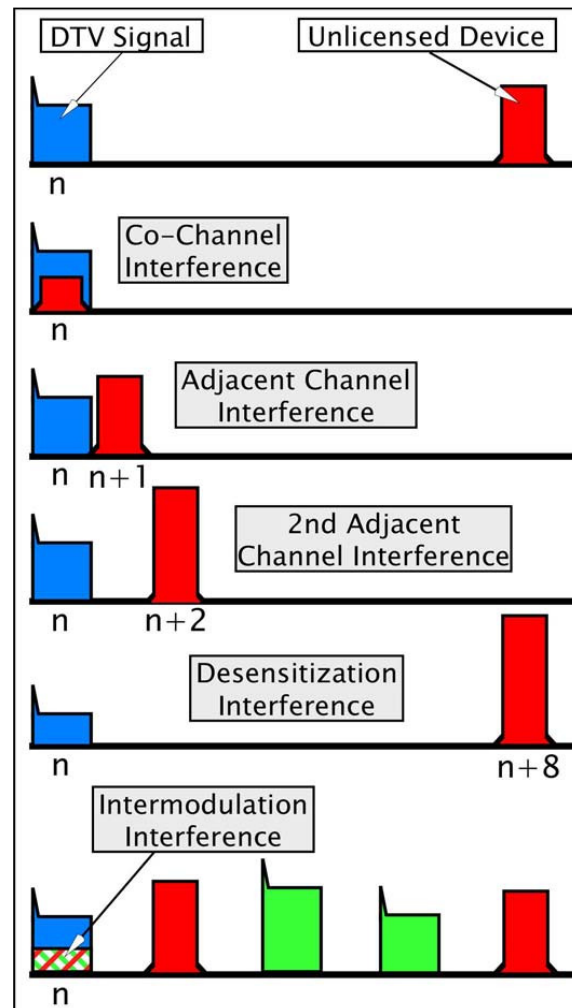 DTV Signal
Unlicensed Device
n
Co-Channel
Interference
n
Adjacent Channel
Interference
n n+1
2nd Adjacent
Channel Interference
n n+2
Desensitization
Interference
n n+8
Intermodulation
Interference
n